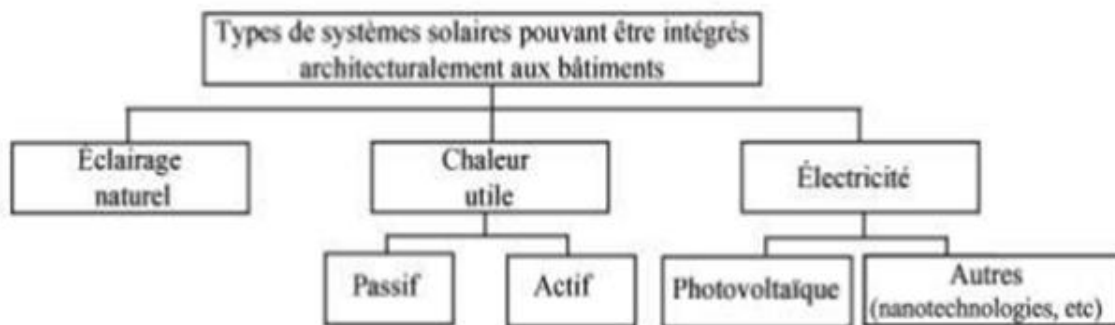 Types de systèmes solaires pouvant être intégrés
architecturalement aux bâtiments
Éclairage
naturel
Chaleur
utile
Électricité
Passif
Actif
Photovoltaïque
Autres
(nanotechnologies, etc)